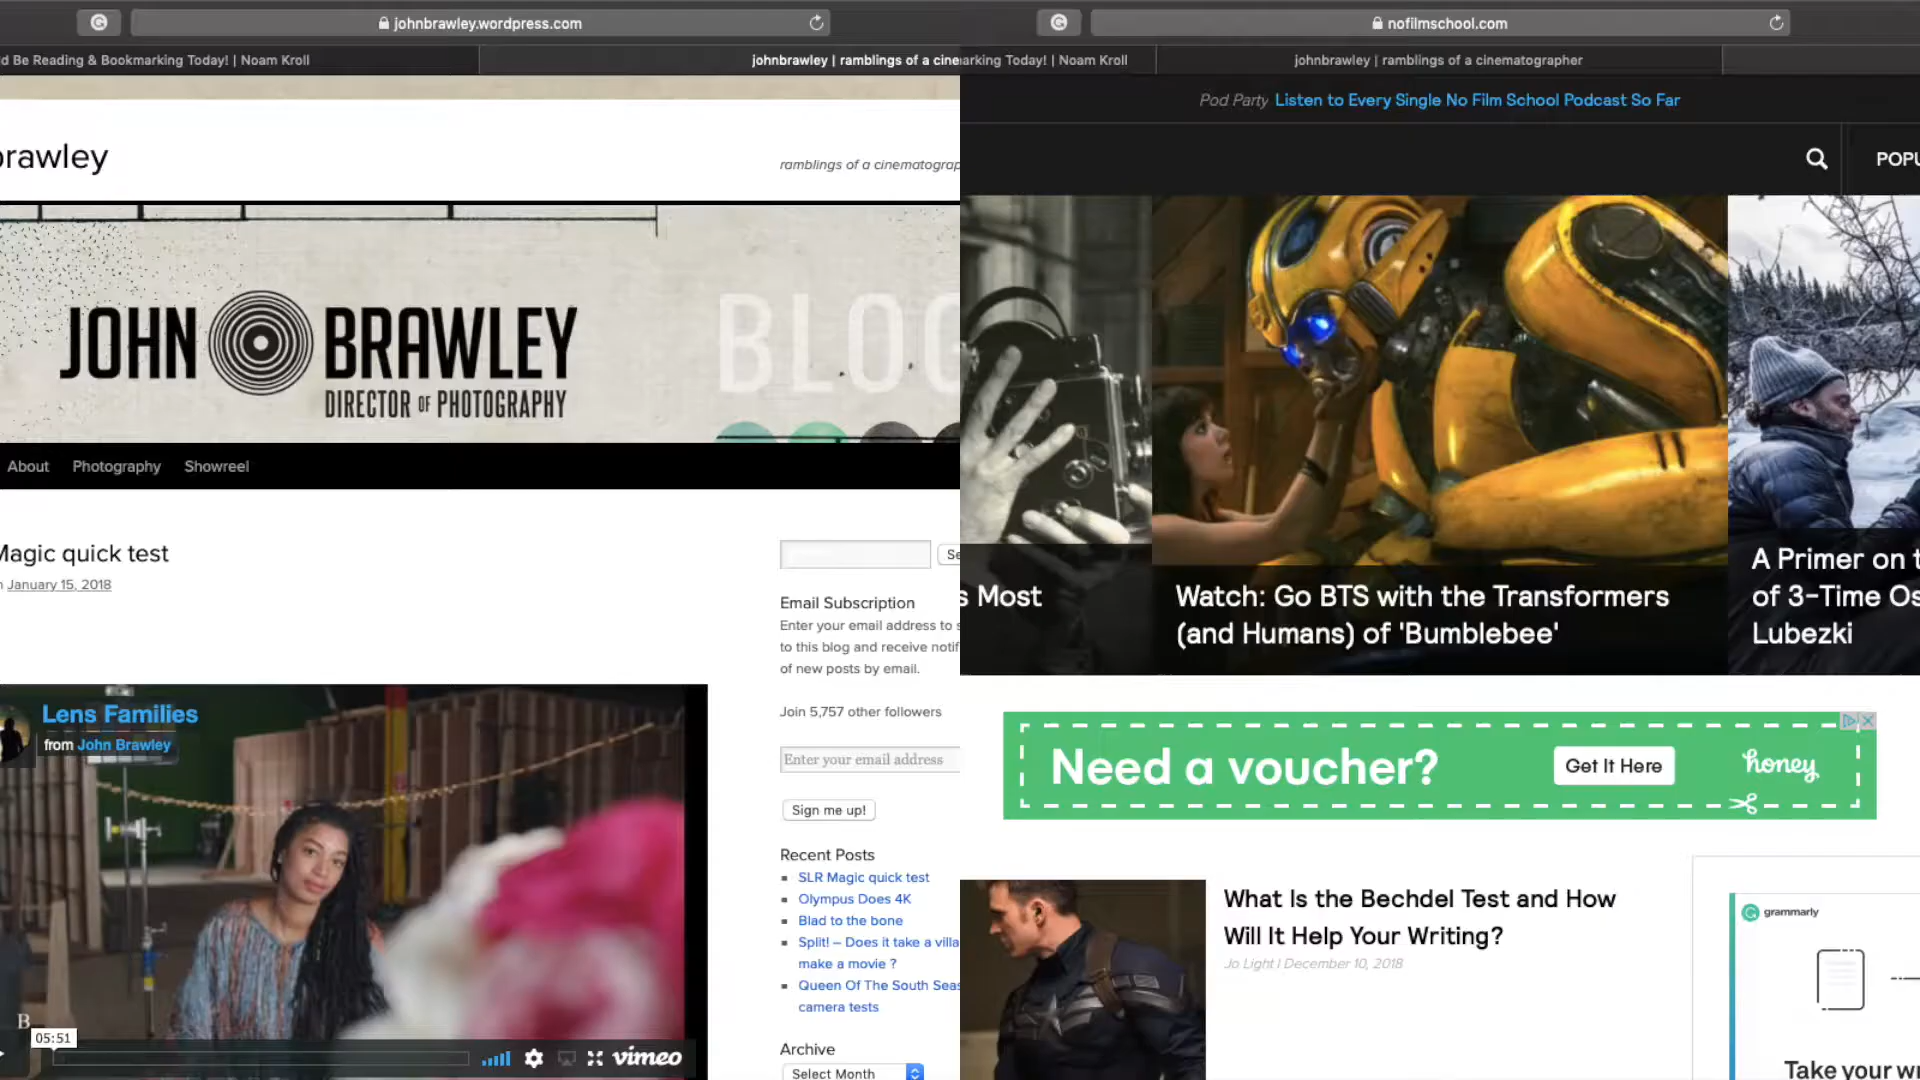 johnbrawley.wordpress.com
d Be Reading & Bookmarking Today! | Noam Kroll
johnbrawley | ramblings of a cine
rawley
ramblings of a cinematograp
JOHN BRAWLEY
DIRECTOR OF PHOTOGRAPHY
BLOG
About Photography Showreel
Magic quick test
n January 15, 2018
Lens Families
from John Brawley
B
05:51
vimeo
Se
Email Subscription
Enter your email address to s
to this blog and receive notif
of new posts by email.
Join 5,757 other followers
Enter your email address
Sign me up!
Recent Posts
SLR Magic quick test
Olympus Does 4K
Blad to the bone
Split! – Does it take a villa
make a movie ?
Queen Of The South Seas
camera tests
Archive
Select Month
nofilmschool.com
arking Today! | Noam Kroll
johnbrawley | ramblings of a cinematographer
Pod Party Listen to Every Single No Film School Podcast So Far
POPU
s Most
Watch: Go BTS with the Transformers
(and Humans) of 'Bumblebee'
A Primer on t
of 3-Time Os
Lubezki
Need a voucher?
Get It Here
honey
What Is the Bechdel Test and How
Will It Help Your Writing?
Jo Light | December 10, 2018
grammarly
Take your wr